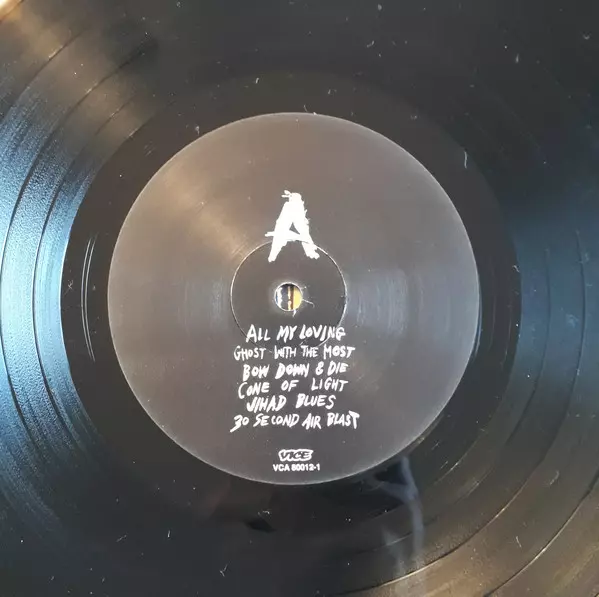 A
ALL MY LOVING
GHOST WITH THE MOST
BOW DOWN & DIE
CONE OF LIGHT
JIHAD BLUES
30 SECOND AIR BLAST
VICE
VCA 80012-1